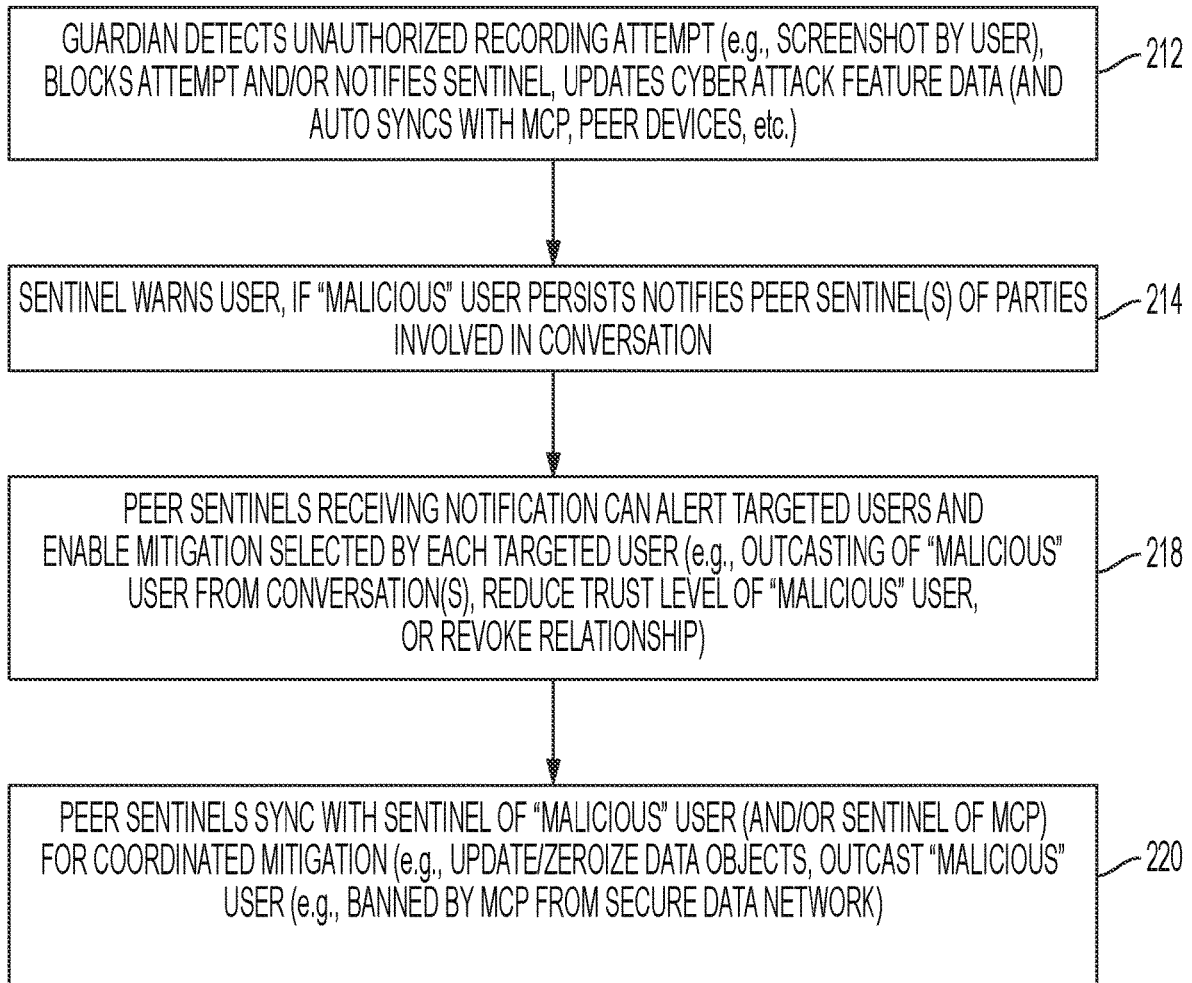 GUARDIAN DETECTS UNAUTHORIZED RECORDING ATTEMPT (e.g., SCREENSHOT BY USER),
BLOCKS ATTEMPT AND/OR NOTIFIES SENTINEL, UPDATES CYBER ATTACK FEATURE DATA (AND
AUTO SYNCS WITH MCP, PEER DEVICES, etc.)
212
SENTINEL WARNS USER, IF “MALICIOUS” USER PERSISTS NOTIFIES PEER SENTINEL(S) OF PARTIES
INVOLVED IN CONVERSATION
214
PEER SENTINELS RECEIVING NOTIFICATION CAN ALERT TARGETED USERS AND
ENABLE MITIGATION SELECTED BY EACH TARGETED USER (e.g., OUTCASTING OF “MALICIOUS”
USER FROM CONVERSATION(S), REDUCE TRUST LEVEL OF “MALICIOUS” USER,
OR REVOKE RELATIONSHIP)
218
PEER SENTINELS SYNC WITH SENTINEL OF “MALICIOUS” USER (AND/OR SENTINEL OF MCP)
FOR COORDINATED MITIGATION (e.g., UPDATE/ZEROIZE DATA OBJECTS, OUTCAST “MALICIOUS”
USER (e.g., BANNED BY MCP FROM SECURE DATA NETWORK)
220